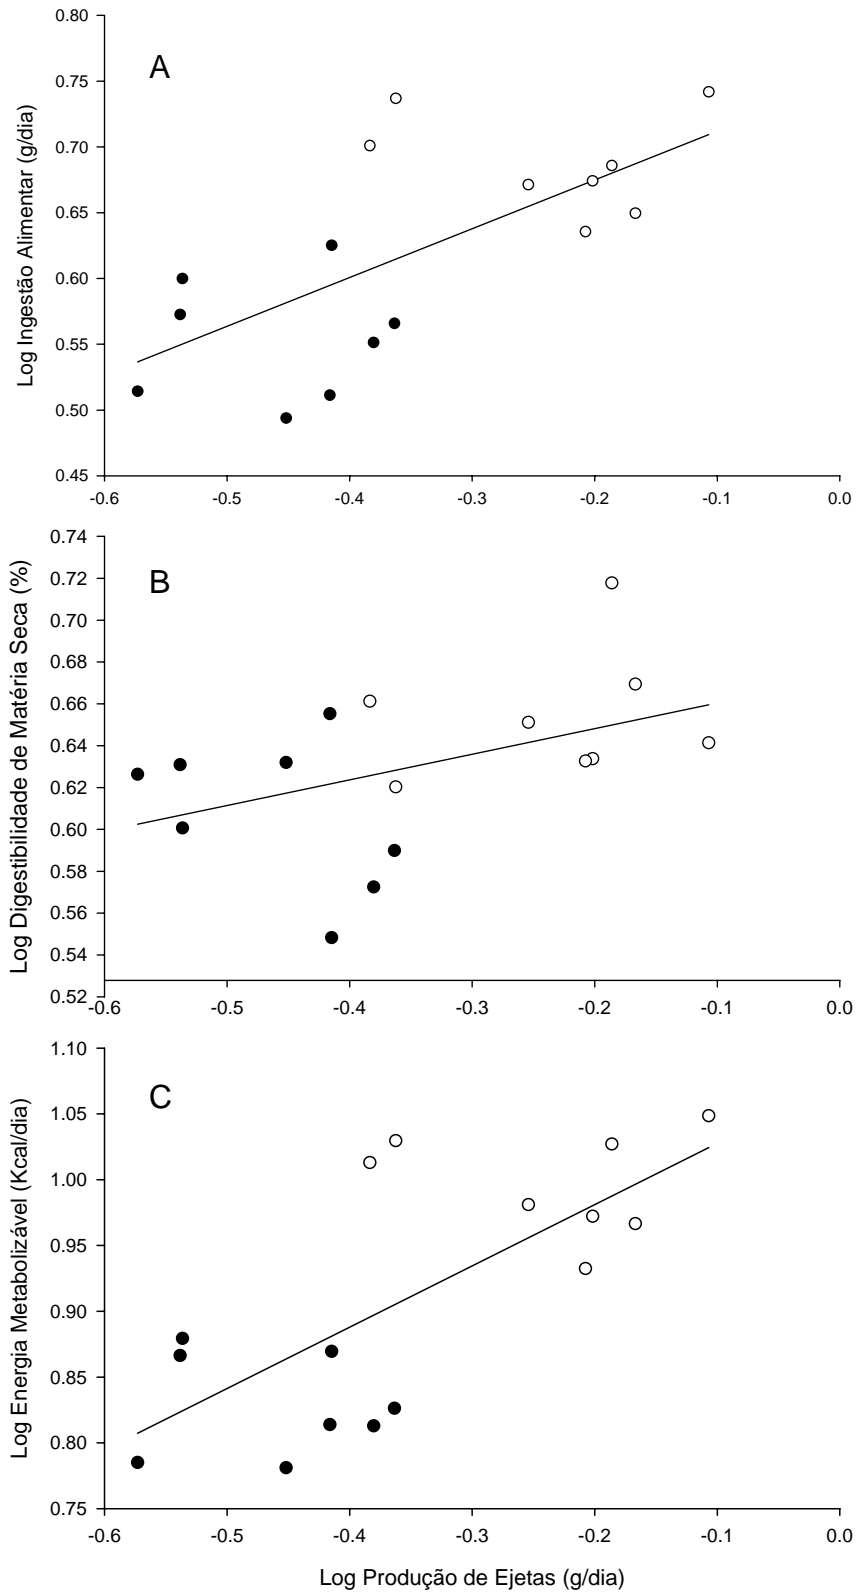 0.80
A
0.75
0.70
0.65
0.60
0.55
0.50
0.45
Log Ingestão Alimentar (g/dia)
-0.6 -0.5 -0.4 -0.3 -0.2 -0.1 0.0
0.74
B
0.72
0.70
0.68
0.66
0.64
0.62
0.60
0.58
0.56
0.54
0.52
Log Digestibilidade de Matéria Seca (%)
-0.6 -0.5 -0.4 -0.3 -0.2 -0.1 0.0
1.10
C
1.05
1.00
0.95
0.90
0.85
0.80
0.75
Log Energia Metabolizável (Kcal/dia)
-0.6 -0.5 -0.4 -0.3 -0.2 -0.1 0.0
Log Produção de Ejetas (g/dia)